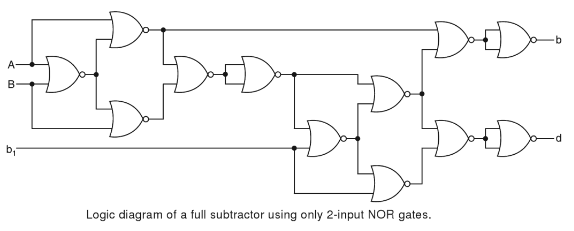 A
B
b₁
b
d
Logic diagram of a full subtractor using only 2-input NOR gates.